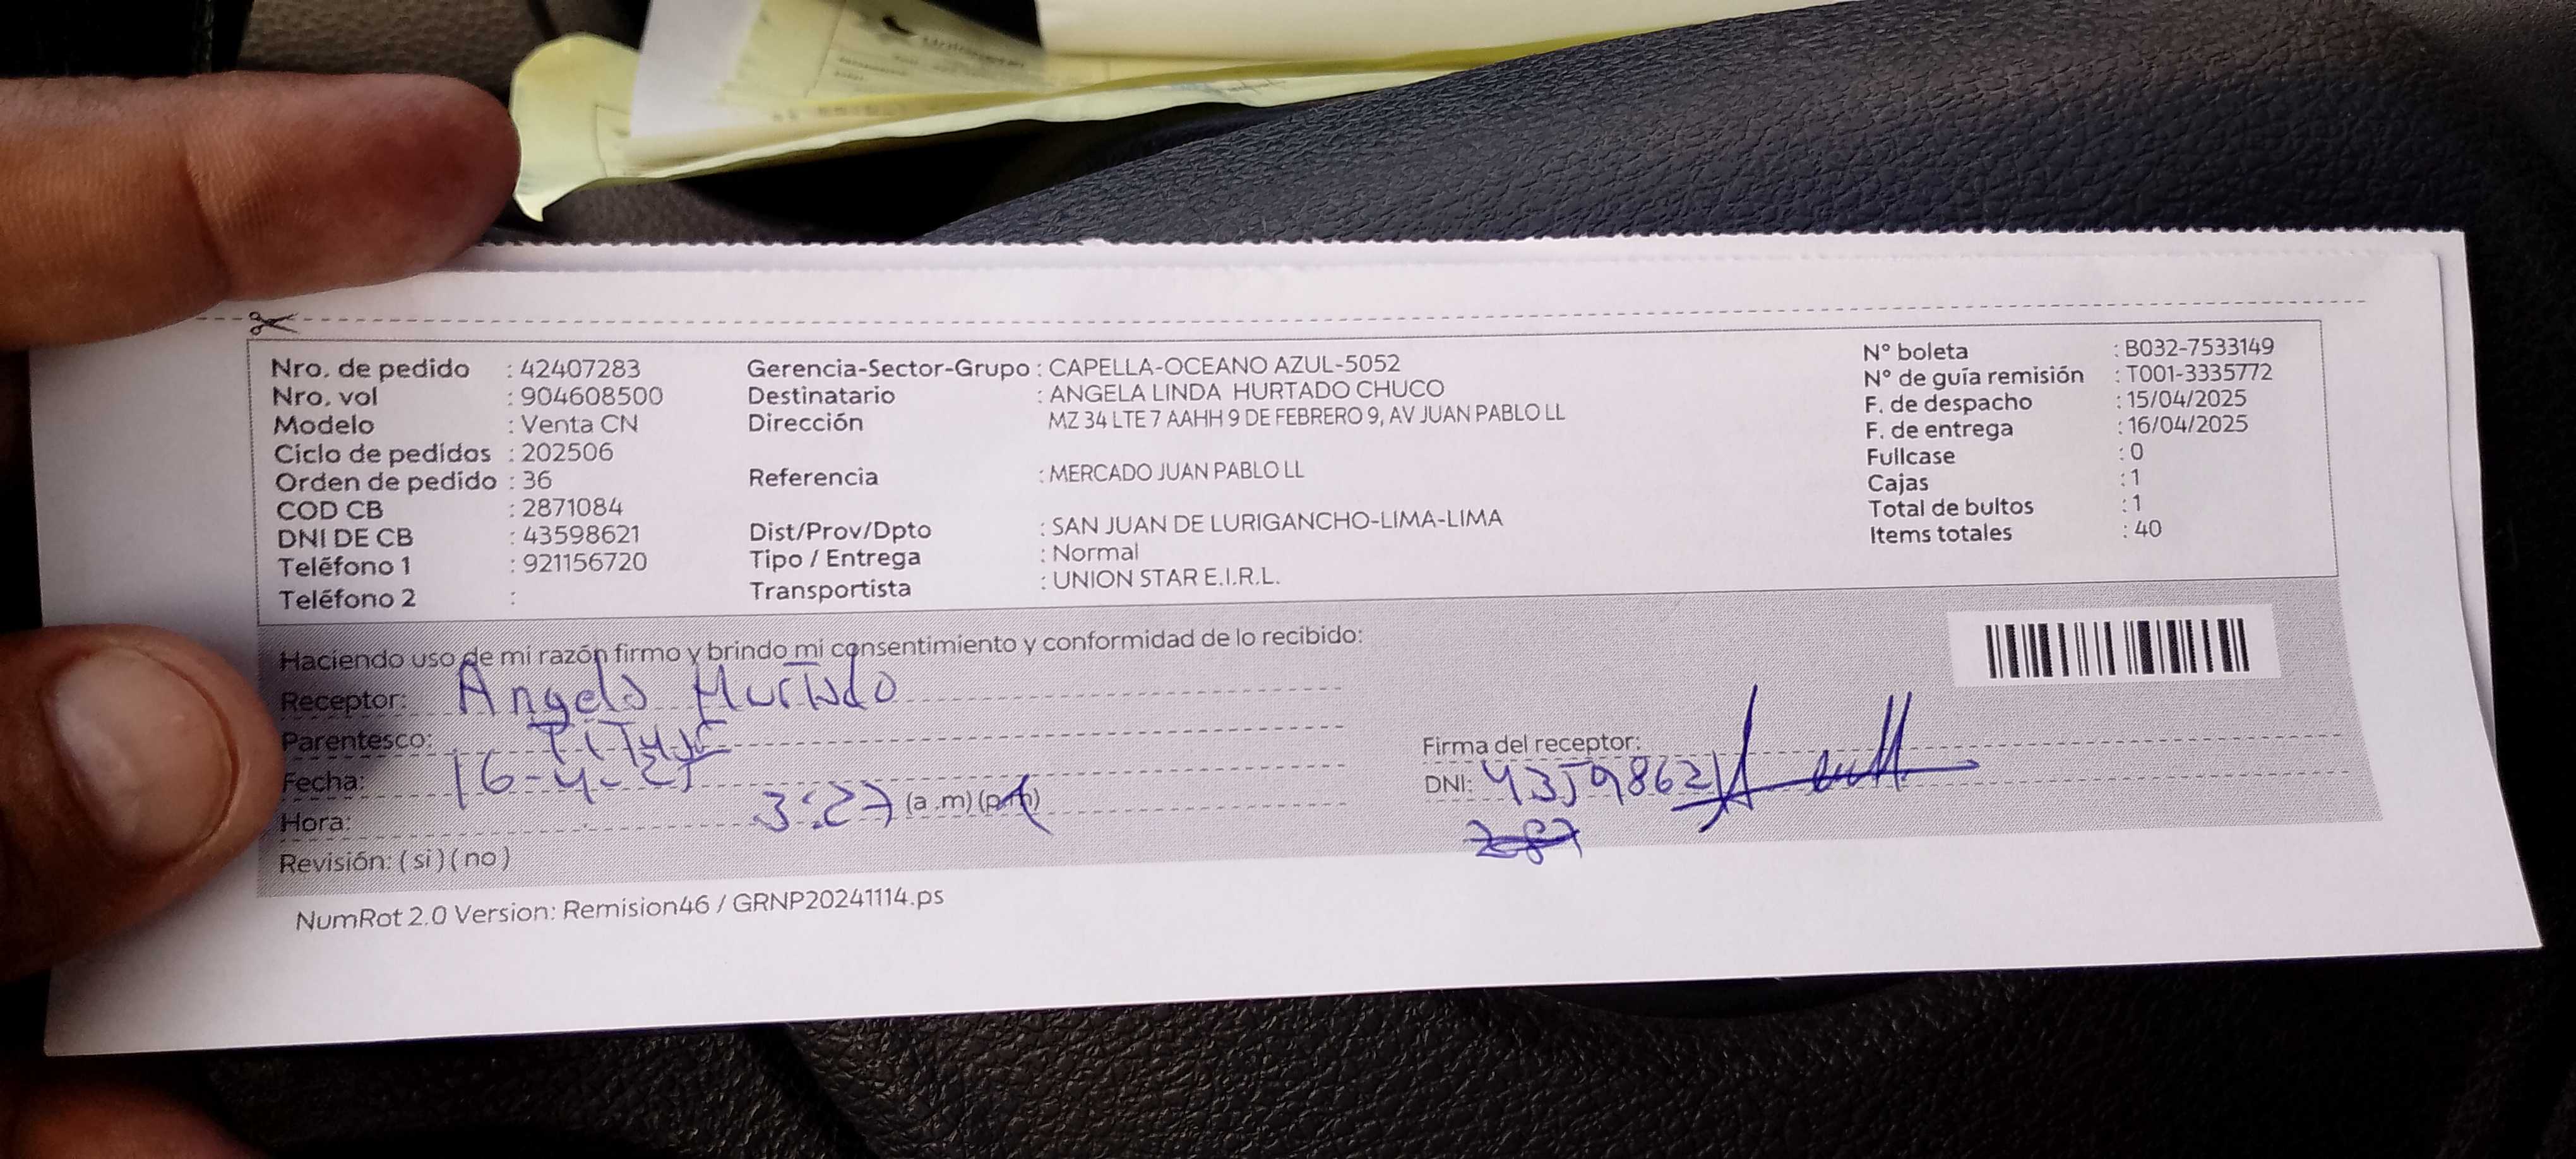 Nro. de pedido : 42407283
Nro. vol : 904608500
Modelo : Venta CN
Ciclo de pedidos : 202506
Orden de pedido : 36
COD CB : 2871084
DNI DE CB : 43598621
Teléfono 1 : 921156720
Teléfono 2 :
Gerencia-Sector-Grupo : CAPELLA-OCEANO AZUL-5052
Destinatario : ANGELA LINDA HURTADO CHUCO
Dirección MZ 34 LTE 7 AAHH 9 DE FEBRERO 9, AV JUAN PABLO LL
Referencia : MERCADO JUAN PABLO LL
Dist/Prov/Dpto : SAN JUAN DE LURIGANCHO-LIMA-LIMA
Tipo / Entrega : Normal
Transportista : UNION STAR E.I.R.L.
N° boleta : B032-7533149
N° de guía remisión : T001-3335772
F. de despacho : 15/04/2025
F. de entrega : 16/04/2025
Fullcase : 0
Cajas : 1
Total de bultos : 1
Items totales : 40
Haciendo uso de mi razón firmo y brindo mi consentimiento y conformidad de lo recibido:
Receptor: Angela Hurtado
Parentesco:
Fecha: 16-4-25
Hora: 3:27 (a.m) (p.m)
Revisión: (si) (no)
Firma del receptor:
DNI: 43598621
NumRot 2.0 Version: Remision46 / GRNP20241114.ps